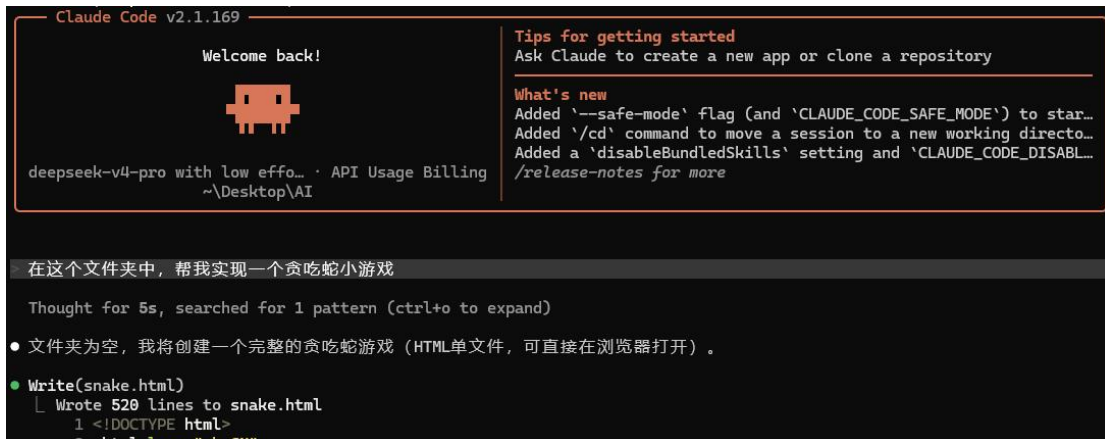 Claude Code v2.1.169
Welcome back!
deepseek-v4-pro with low effo… · API Usage Billing
~\Desktop\AI
Tips for getting started
Ask Claude to create a new app or clone a repository
What's new
Added `--safe-mode` flag (and `CLAUDE_CODE_SAFE_MODE`) to star…
Added `/cd` command to move a session to a new working directo…
Added a `disableBundledSkills` setting and `CLAUDE_CODE_DISABL…
/release-notes for more
> 在这个文件夹中，帮我实现一个贪吃蛇小游戏
Thought for 5s, searched for 1 pattern (ctrl+o to expand)
● 文件夹为空，我将创建一个完整的贪吃蛇游戏（HTML单文件，可直接在浏览器打开）。
● Write(snake.html)
Wrote 520 lines to snake.html
1 <!DOCTYPE html>